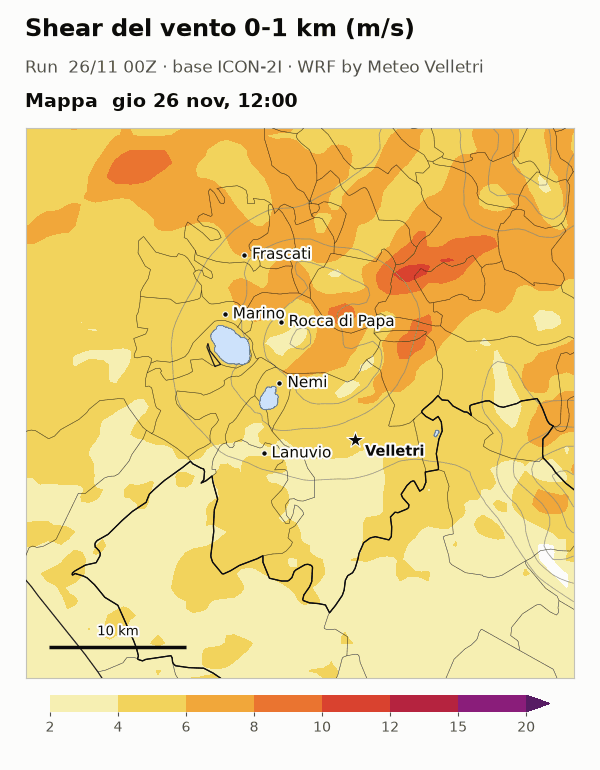 Shear del vento 0-1 km (m/s)
Run  26/11 00Z · base ICON-2I · WRF by Meteo Velletri
Mappa  gio 26 nov, 12:00
Frascati
Marino
Rocca di Papa
Nemi
Velletri
Lanuvio
10 km
2 4 6 8 10 12 15 20